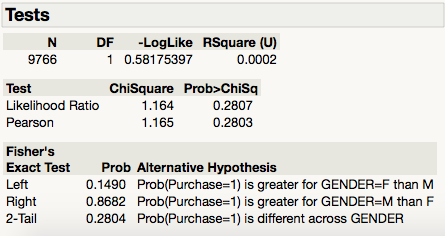 Tests
N DF -LogLike RSquare (U)
9766 1 0.58175397 0.0002
Test ChiSquare Prob>ChiSq
Likelihood Ratio 1.164 0.2807
Pearson 1.165 0.2803
Fisher's
Exact Test Prob Alternative Hypothesis
Left 0.1490 Prob(Purchase=1) is greater for GENDER=F than M
Right 0.8682 Prob(Purchase=1) is greater for GENDER=M than F
2-Tail 0.2804 Prob(Purchase=1) is different across GENDER